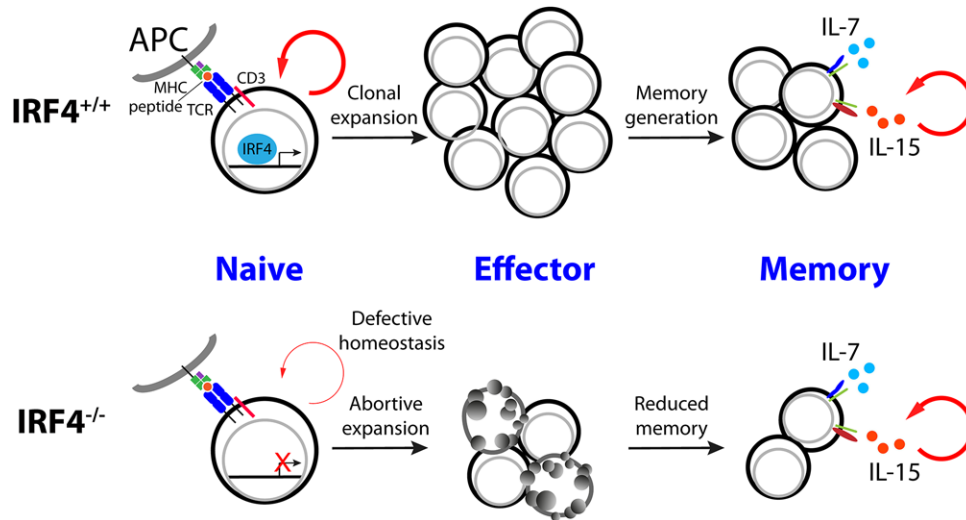 APC
MHC
peptide
TCR
CD3
IRF4+/+
IRF4
Clonal
expansion
Memory
generation
IL-7
IL-15
Naive
Effector
Memory
Defective
homeostasis
IRF4-/-
X
Abortive
expansion
Reduced
memory
IL-7
IL-15